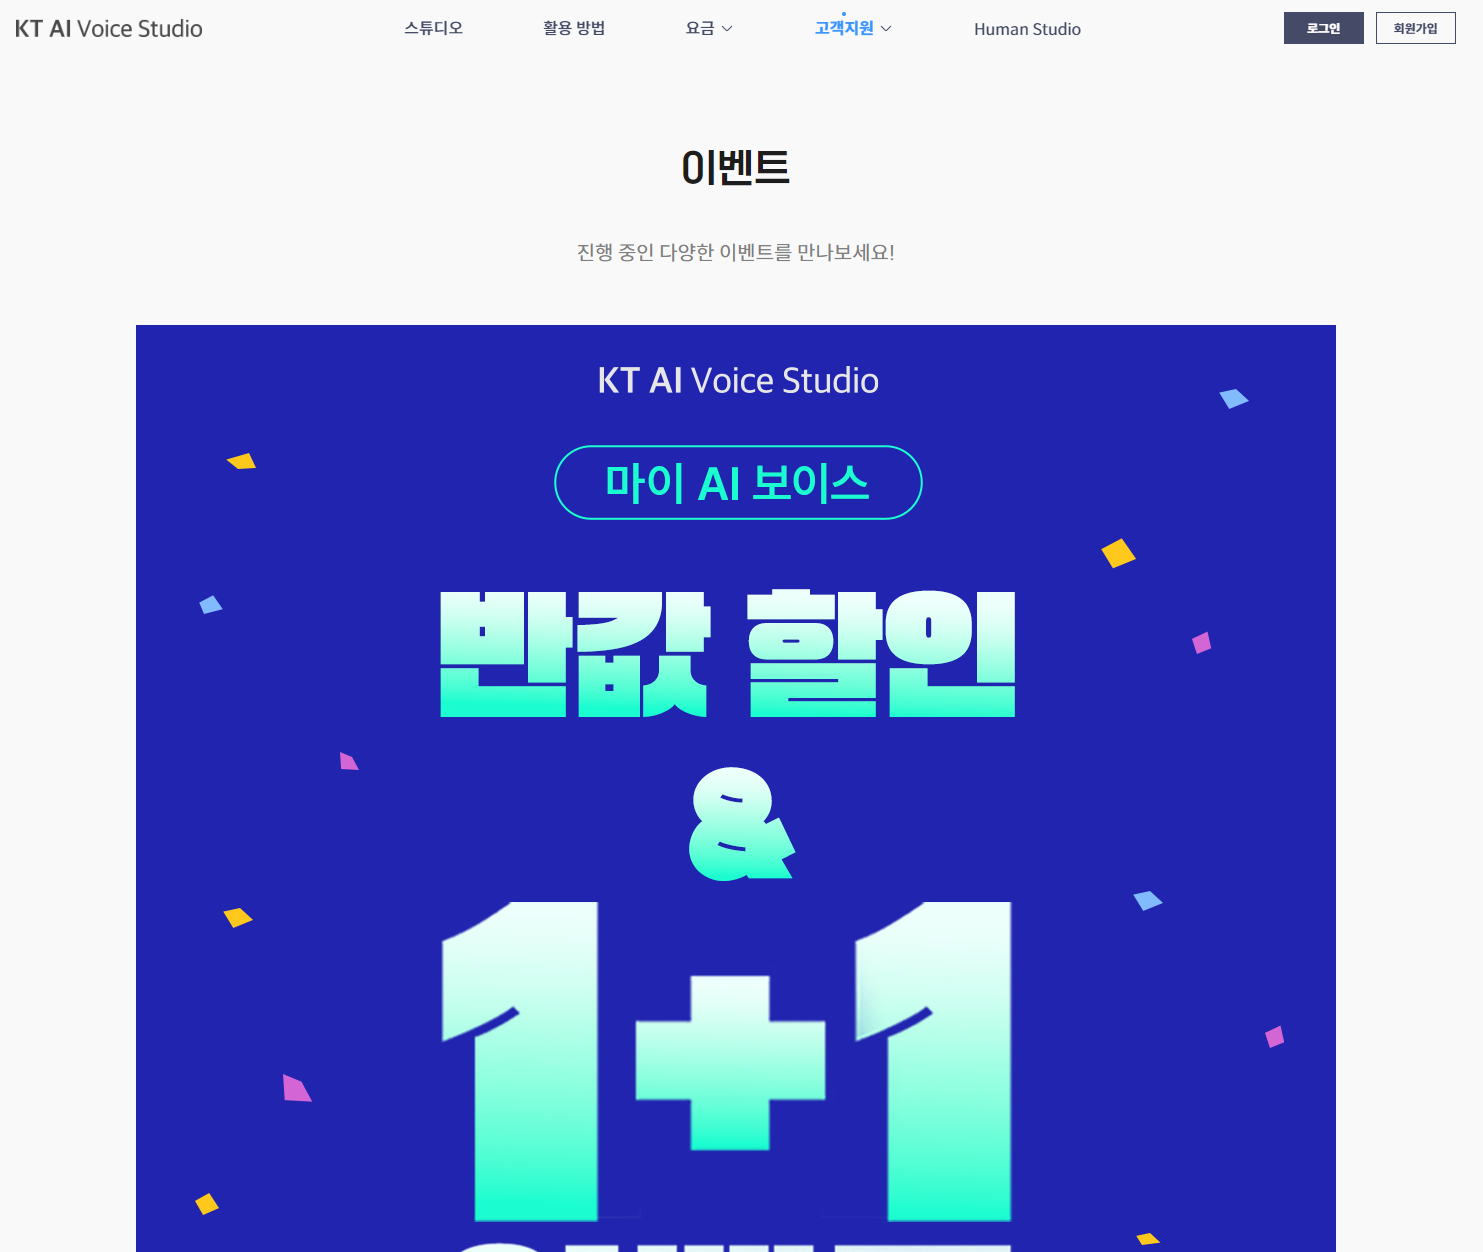 KT AI Voice Studio
스튜디오
활용 방법
요금
고객지원
Human Studio
로그인
회원가입
이벤트
진행 중인 다양한 이벤트를 만나보세요!
KT AI Voice Studio
마이 AI 보이스
반값 할인
&
1+1